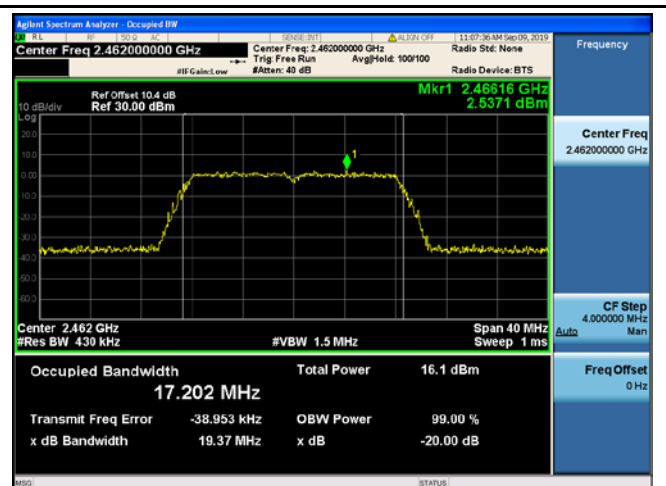 Agilent Spectrum Analyzer - Occupied BW
RL RF 50 Ω AC SENSE:INT ALIGN OFF 11:07:36 AM Sep 09, 2019
Center Freq 2.462000000 GHz Center Freq: 2.462000000 GHz Radio Std: None
Trig: Free Run Avg|Hold: 100/100
#IFGain:Low #Atten: 40 dB Radio Device: BTS
Frequency
Mkr1 2.46616 GHz
2.5371 dBm
Ref Offset 10.4 dB
10 dB/div Ref 30.00 dBm
Log
20.0
10.0
0.00
-10.0
-20.0
-30.0
-40.0
-50.0
-60.0
1
Center 2.462 GHz Span 40 MHz
#Res BW 430 kHz #VBW 1.5 MHz Sweep 1 ms
Occupied Bandwidth Total Power 16.1 dBm
17.202 MHz
Transmit Freq Error -38.953 kHz OBW Power 99.00 %
x dB Bandwidth 19.37 MHz x dB -20.00 dB
Center Freq
2.462000000 GHz
CF Step
4.000000 MHz
Auto Man
Freq Offset
0 Hz
MSG STATUS